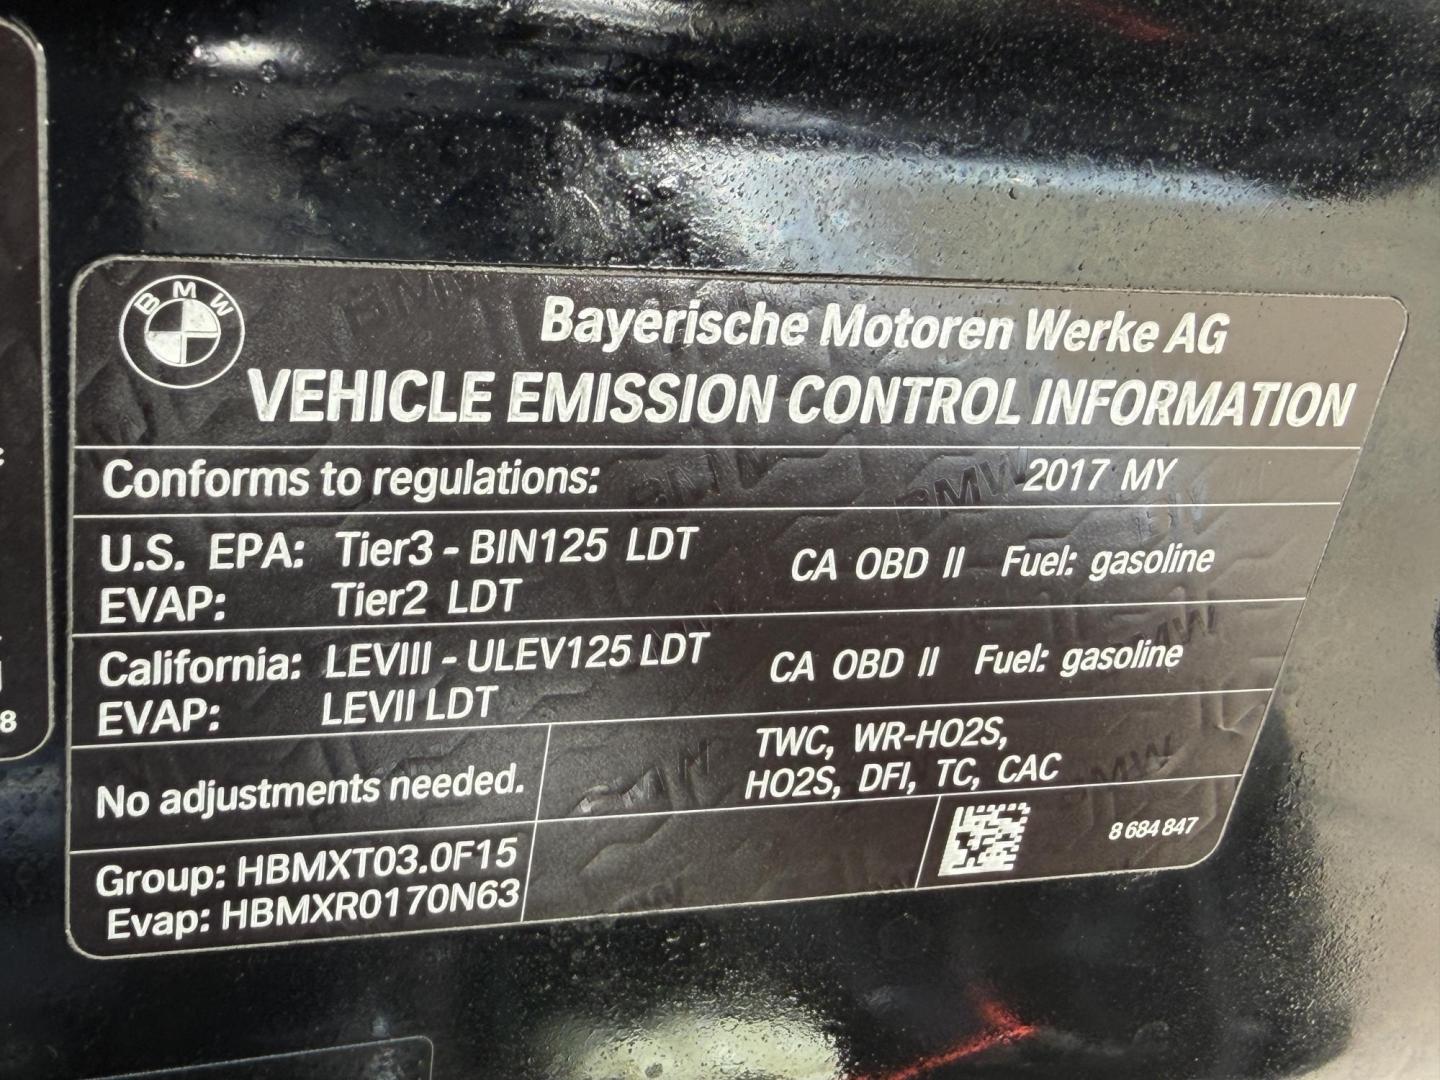 BMW
Bayerische Motoren Werke AG
VEHICLE EMISSION CONTROL INFORMATION
Conforms to regulations: 2017 MY
U.S. EPA: Tier3 - BIN125 LDT CA OBD II Fuel: gasoline
EVAP: Tier2 LDT
California: LEVIII - ULEV125 LDT CA OBD II Fuel: gasoline
EVAP: LEVII LDT
No adjustments needed.
TWC, WR-HO2S,
HO2S, DFI, TC, CAC
Group: HBMXT03.0F15
Evap: HBMXR0170N63
8 684 847
8